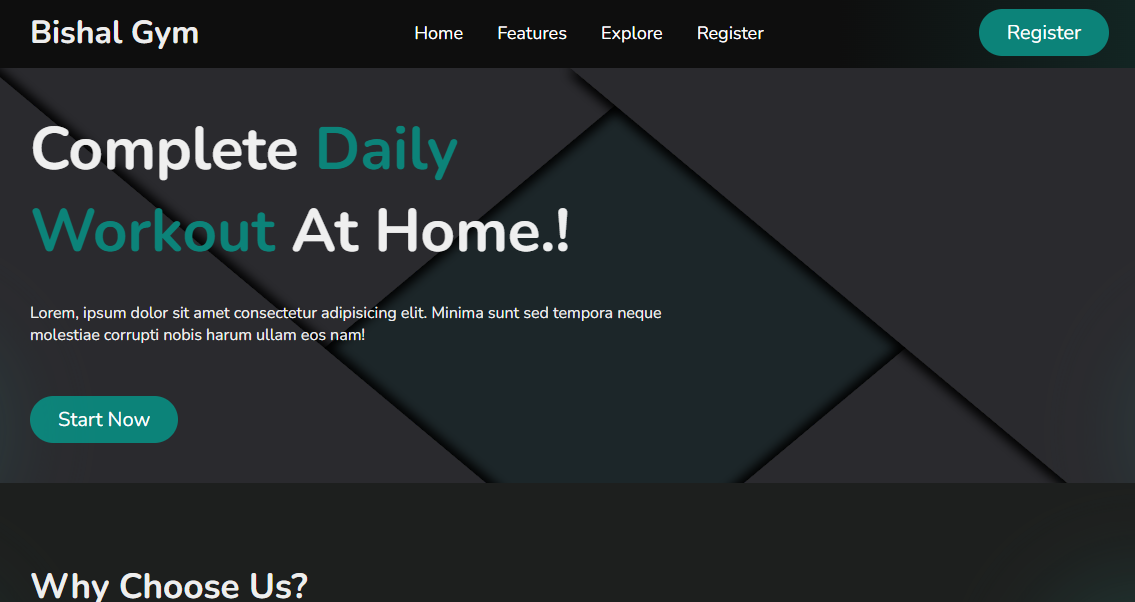 Bishal Gym
Home Features Explore Register
Register
Complete Daily
Workout At Home.!
Lorem, ipsum dolor sit amet consectetur adipisicing elit. Minima sunt sed tempora neque
molestiae corrupti nobis harum ullam eos nam!
Start Now
Why Choose Us?